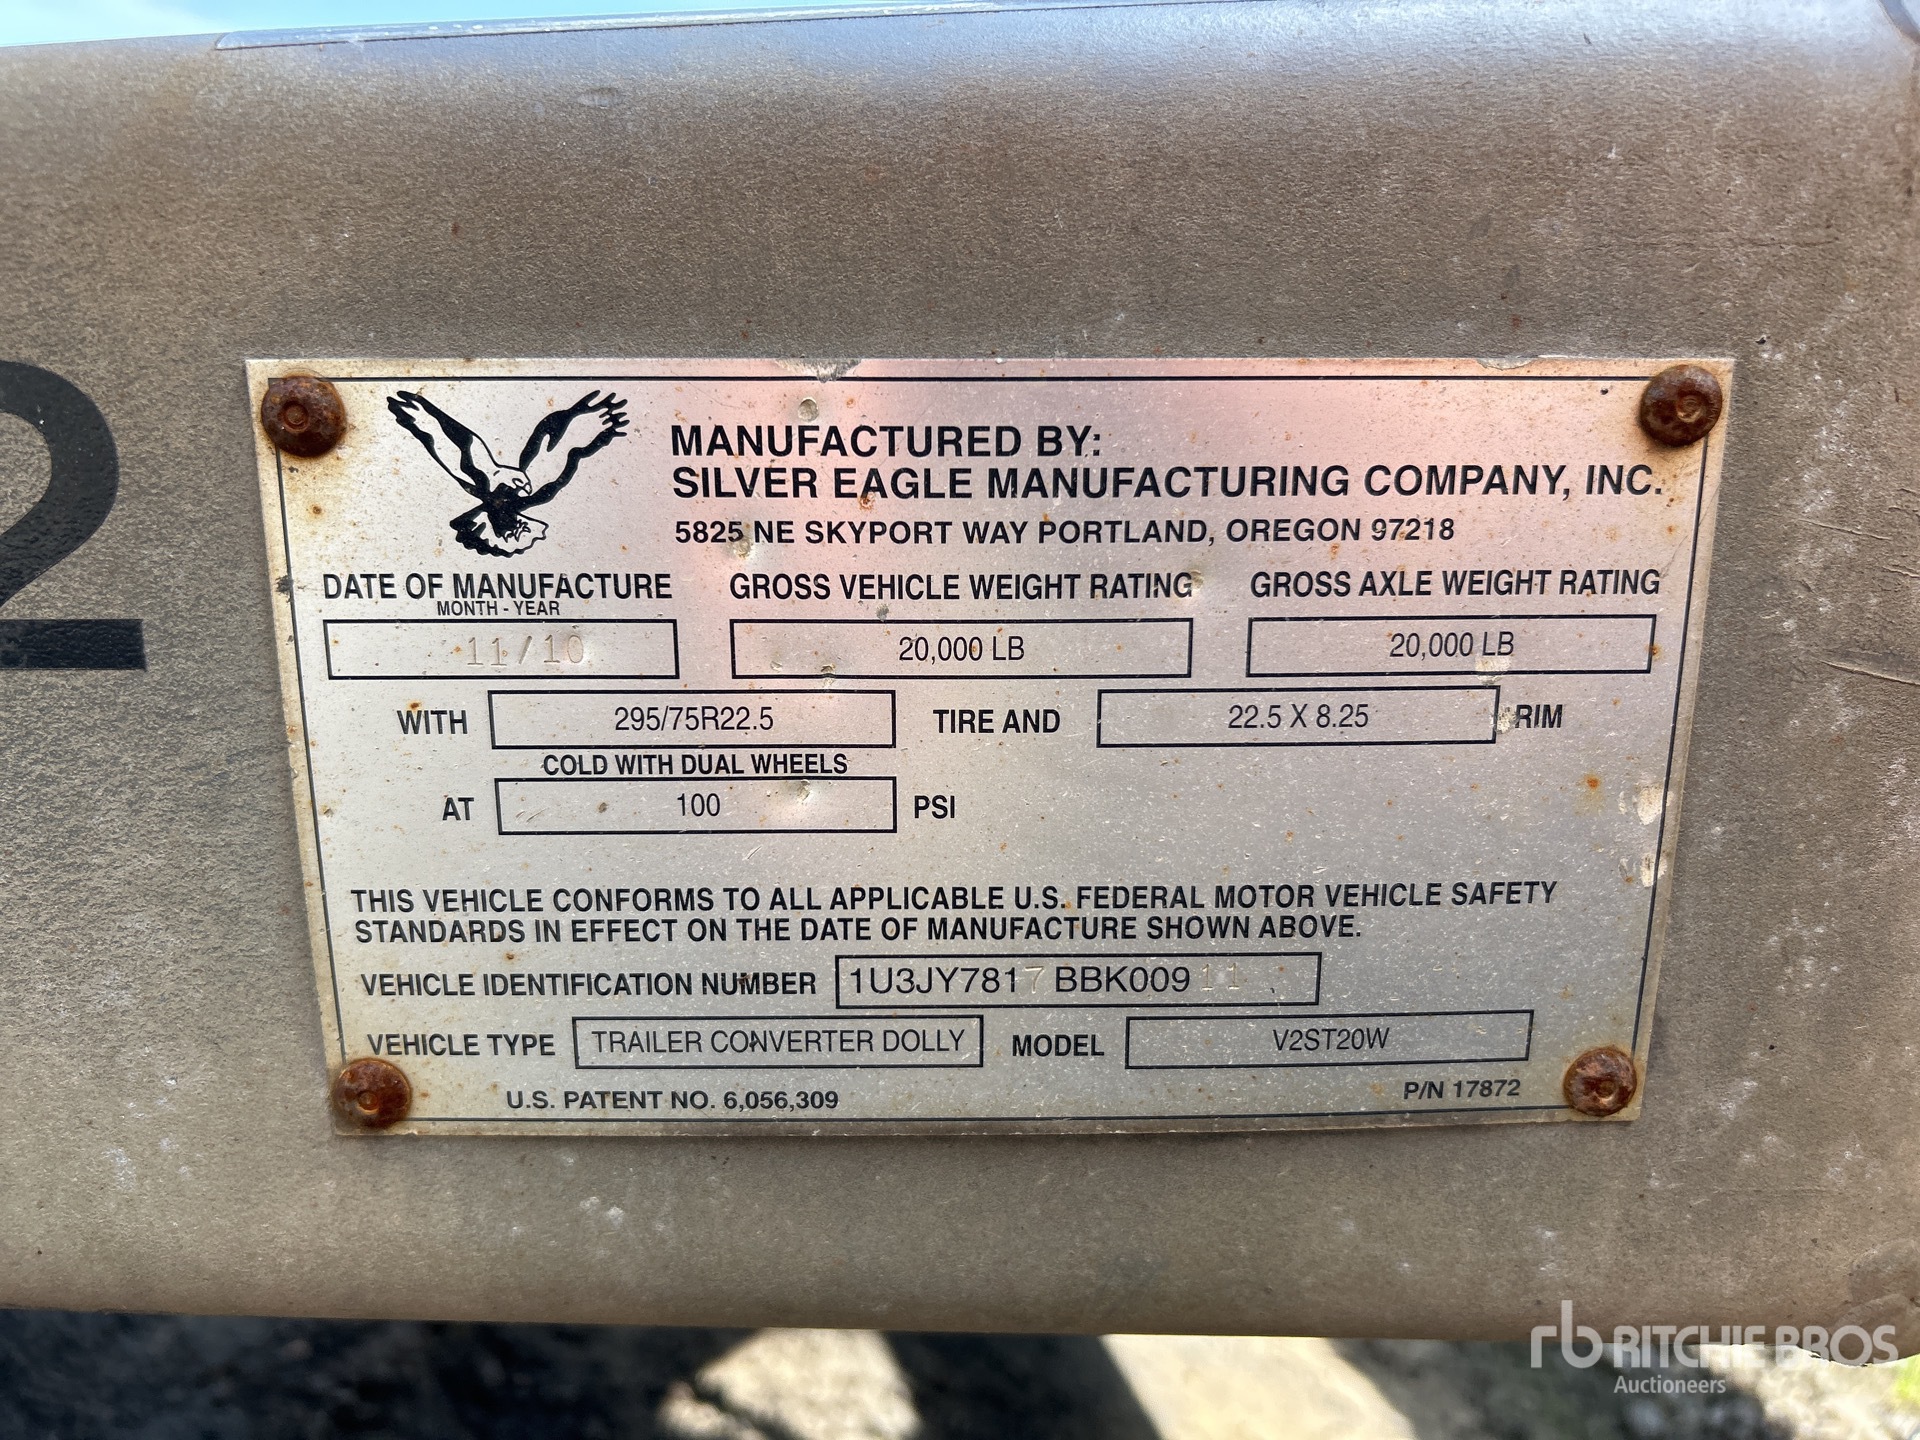 2
MANUFACTURED BY:
SILVER EAGLE MANUFACTURING COMPANY, INC.
5825 NE SKYPORT WAY PORTLAND, OREGON 97218
DATE OF MANUFACTURE GROSS VEHICLE WEIGHT RATING GROSS AXLE WEIGHT RATING
MONTH - YEAR
11/10 20,000 LB 20,000 LB
WITH 295/75R22.5 TIRE AND 22.5 X 8.25 RIM
COLD WITH DUAL WHEELS
AT 100 PSI
THIS VEHICLE CONFORMS TO ALL APPLICABLE U.S. FEDERAL MOTOR VEHICLE SAFETY
STANDARDS IN EFFECT ON THE DATE OF MANUFACTURE SHOWN ABOVE.
VEHICLE IDENTIFICATION NUMBER 1U3JY7817BBK00911
VEHICLE TYPE TRAILER CONVERTER DOLLY MODEL V2ST20W
U.S. PATENT NO. 6,056,309 P/N 17872
rb RITCHIE BROS
Auctioneers